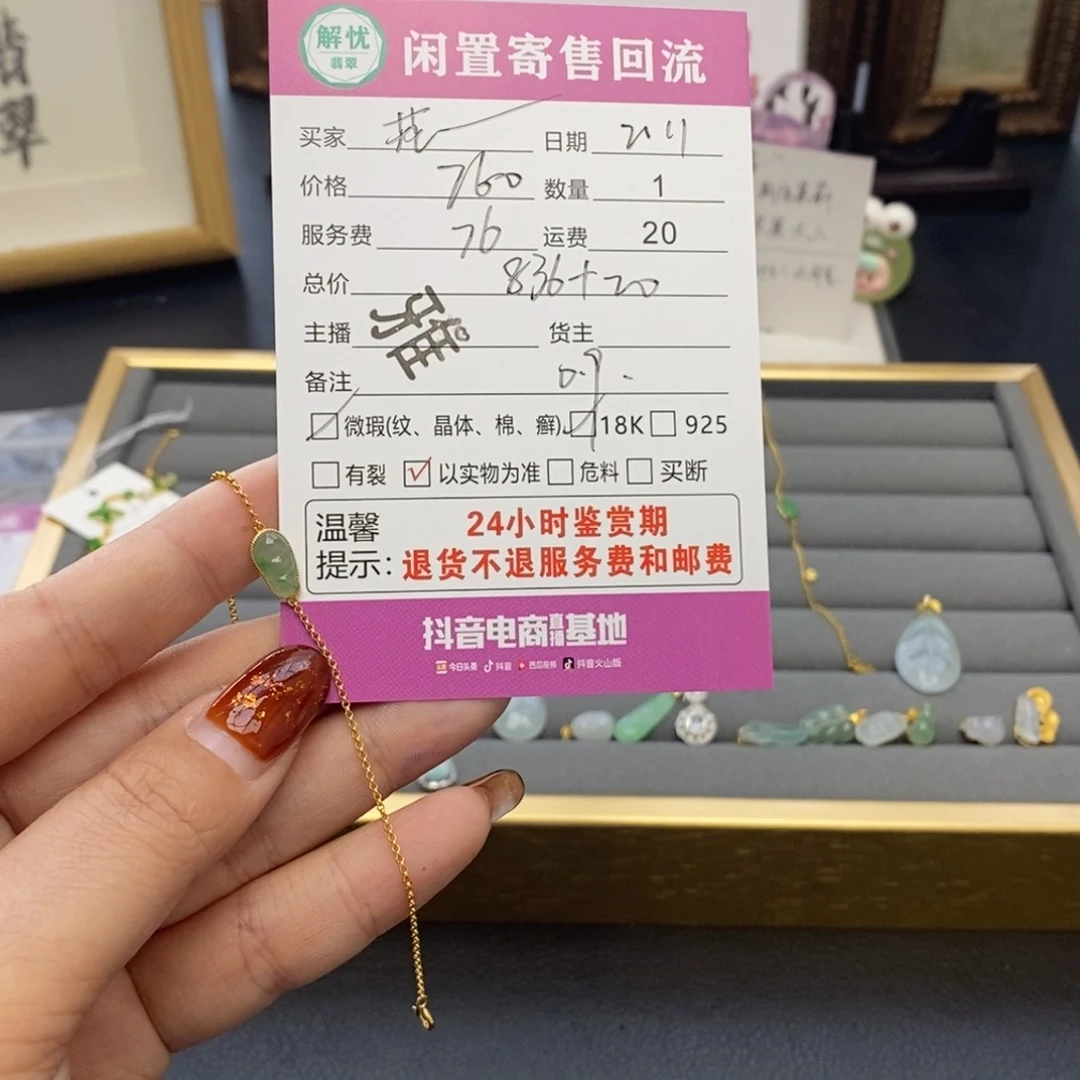 解忧
翡翠
闲置寄售回流
买家 日期
价格 760 数量 1
服务费 76 运费 20
总价 836+20
主播 雅 货主
备注
微瑕(纹、晶体、棉、癣) 18K 925
有裂 以实物为准 危料 买断
温馨提示:
24小时鉴赏期
退货不退服务费和邮费
抖音电商直播基地
今日头条 抖音 西瓜视频 抖音火山版
翡翠